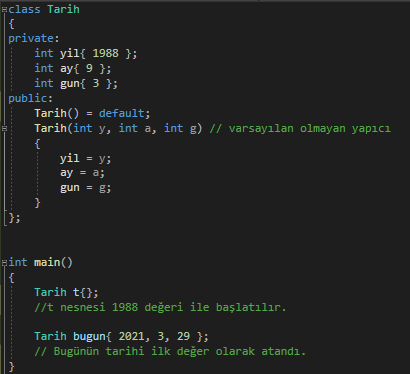 class Tarih
{
private:
    int yil{ 1988 };
    int ay{ 9 };
    int gun{ 3 };
public:
    Tarih() = default;
    Tarih(int y, int a, int g) // varsayılan olmayan yapıcı
    {
        yil = y;
        ay = a;
        gun = g;
    }
};
int main()
{
    Tarih t{};
    //t nesnesi 1988 değeri ile başlatılır.
    Tarih bugun{ 2021, 3, 29 };
    // Bugünün tarihi ilk değer olarak atandı.
}